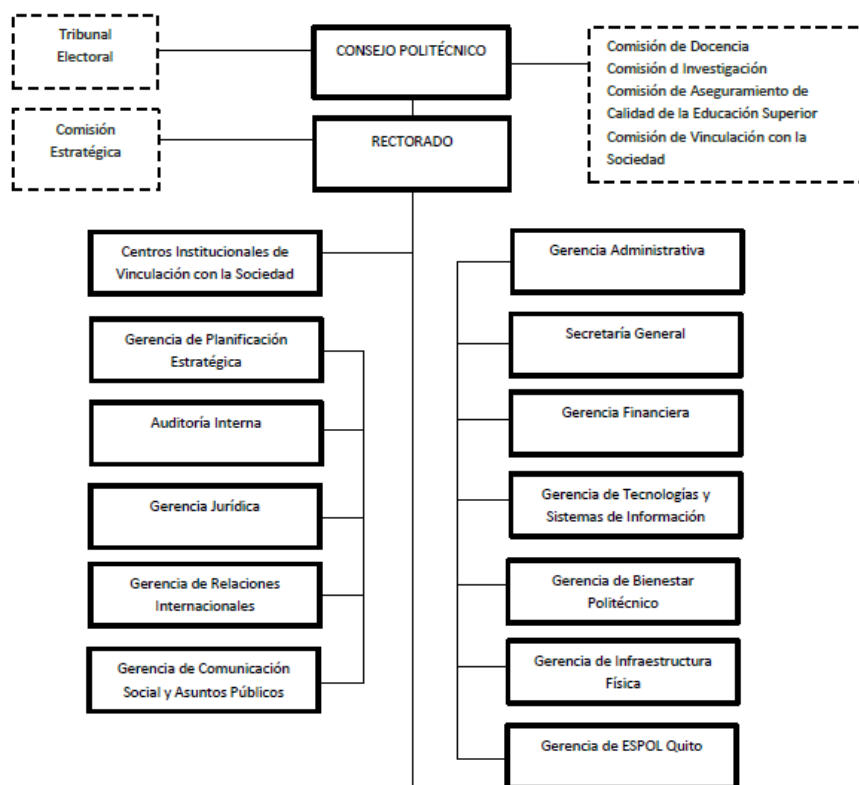 Tribunal
Electoral
CONSEJO POLITÉCNICO
Comisión de Docencia
Comisión d Investigación
Comisión de Aseguramiento de
Calidad de la Educación Superior
Comisión de Vinculación con la
Sociedad
Comisión
Estratégica
RECTORADO
Centros Institucionales de
Vinculación con la Sociedad
Gerencia de Planificación
Estratégica
Auditoría Interna
Gerencia Jurídica
Gerencia de Relaciones
Internacionales
Gerencia de Comunicación
Social y Asuntos Públicos
Gerencia Administrativa
Secretaría General
Gerencia Financiera
Gerencia de Tecnologías y
Sistemas de Información
Gerencia de Bienestar
Politécnico
Gerencia de Infraestructura
Física
Gerencia de ESPOL Quito